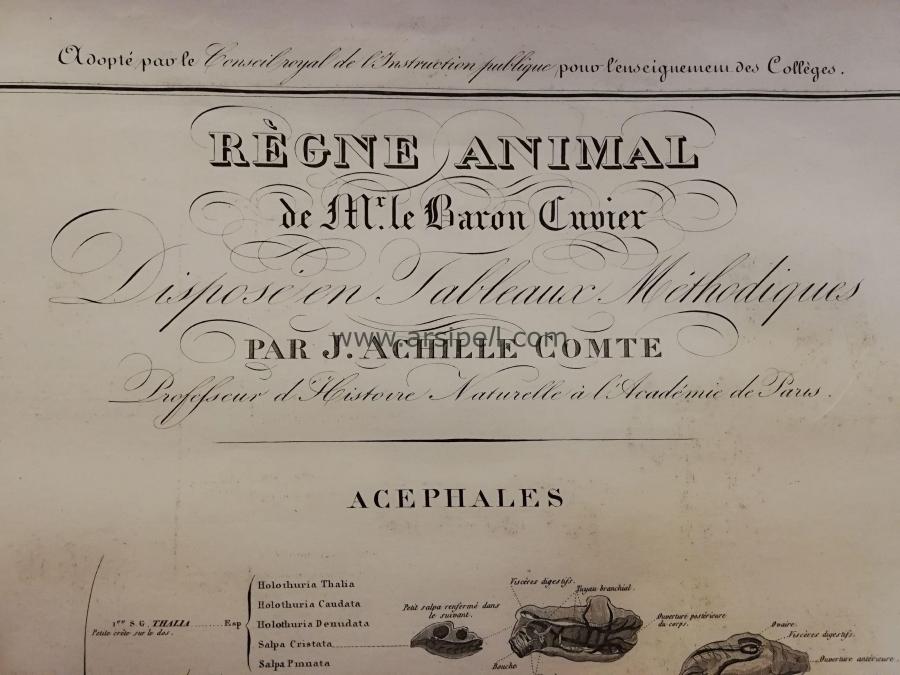 Adopté par le Conseil royal de l'Instruction publique, pour l'enseignement des Collèges.
RÈGNE ANIMAL
de Mr. le Baron Cuvier
Disposé en Tableaux Méthodiques
www.arsipell.com
PAR J. ACHILLE COMTE
Professeur d'Histoire Naturelle à l'Académie de Paris.
ACEPHALES
Holothuria Thalia
Holothuria Caudata
1er S. G. THALIA Esp Holothuria Denudata
Petite crête sur le dos.
Salpa Cristata
Salpa Pinnata
Petit salpa renfermé dans
le suivant.
Viscères digestifs.
Tuyau branchial.
Bouche
Ouverture postérieure
du corps.
Ovaire.
Viscères digestifs.
Ouverture antérieure